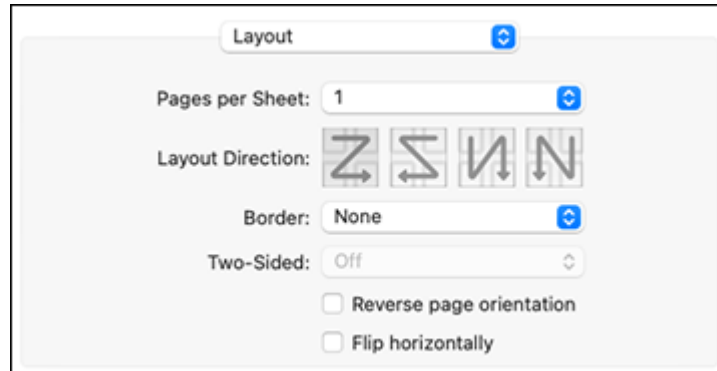 Layout
Pages per Sheet: 1
Layout Direction:
Border: None
Two-Sided: Off
Reverse page orientation
Flip horizontally